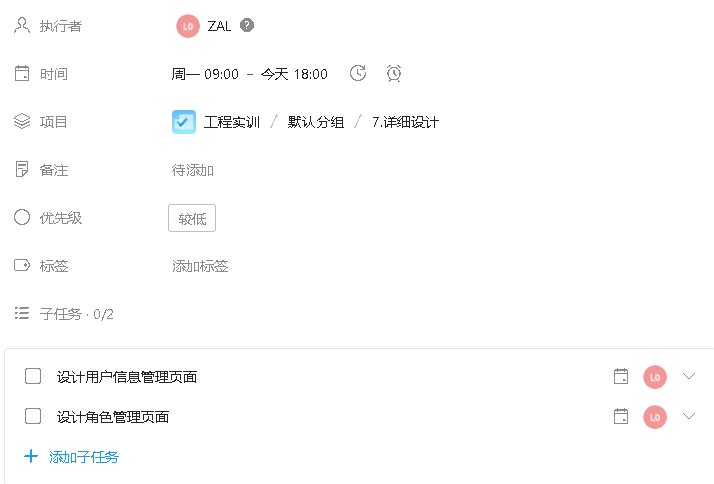 执行者 L0 ZAL ?
时间 周一 09:00 – 今天 18:00
项目 工程实训 / 默认分组 / 7.详细设计
备注 待添加
优先级 较低
标签 添加标签
子任务 · 0/2
设计用户信息管理页面 L0
设计角色管理页面 L0
+ 添加子任务